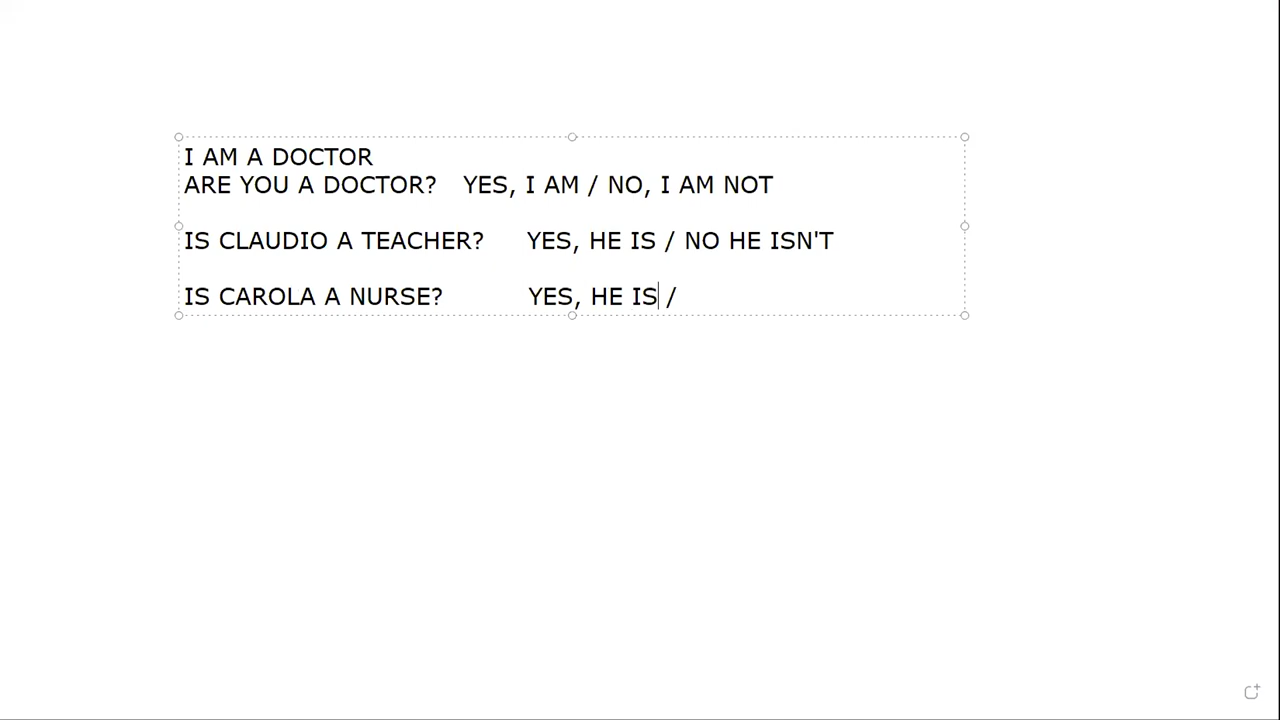 I AM A DOCTOR
ARE YOU A DOCTOR? YES, I AM / NO, I AM NOT
IS CLAUDIO A TEACHER? YES, HE IS / NO HE ISN'T
IS CAROLA A NURSE? YES, HE IS /